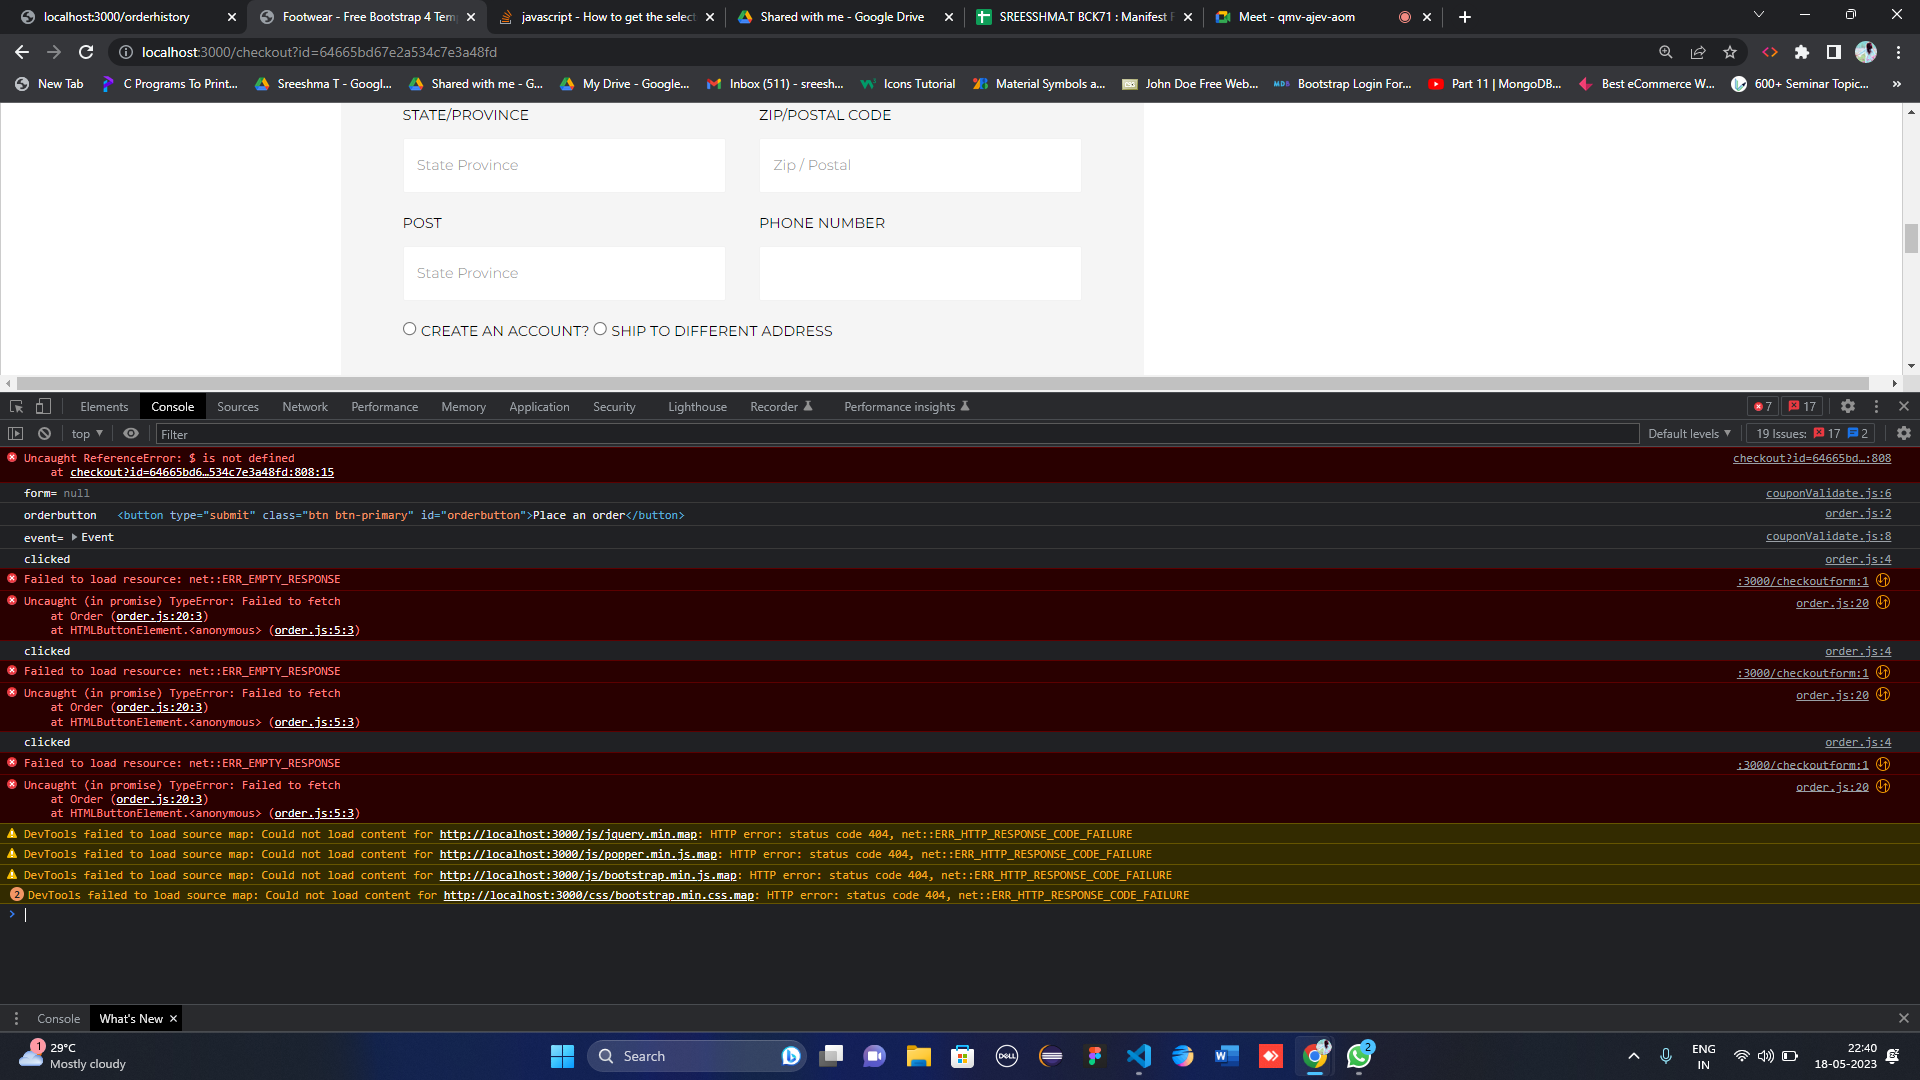 localhost:3000/orderhistory
Footwear - Free Bootstrap 4 Tem
javascript - How to get the select
Shared with me - Google Drive
SREESSHMA.T BCK71 : Manifest
Meet - qmv-ajev-aom
localhost:3000/checkout?id=64665bd67e2a534c7e3a48fd
New Tab
C Programs To Print...
Sreeshma T - Googl...
Shared with me - G...
My Drive - Google...
Inbox (511) - sreesh...
Icons Tutorial
Material Symbols a...
John Doe Free Web...
Bootstrap Login For...
Part 11 | MongoDB...
Best eCommerce W...
600+ Seminar Topic...
»
STATE/PROVINCE
ZIP/POSTAL CODE
State Province
Zip / Postal
POST
PHONE NUMBER
State Province
CREATE AN ACCOUNT? SHIP TO DIFFERENT ADDRESS
Elements Console Sources Network Performance Memory Application Security Lighthouse Recorder Performance insights 7 17
top Filter Default levels 19 Issues: 17 2
Uncaught ReferenceError: $ is not defined checkout?id=64665bd…:808
at checkout?id=64665bd6…534c7e3a48fd:808:15
form= null couponValidate.js:6
orderbutton <button type="submit" class="btn btn-primary" id="orderbutton">Place an order</button> order.js:2
event= Event couponValidate.js:8
clicked order.js:4
Failed to load resource: net::ERR_EMPTY_RESPONSE :3000/checkoutform:1
Uncaught (in promise) TypeError: Failed to fetch order.js:20
at Order (order.js:20:3)
at HTMLButtonElement.<anonymous> (order.js:5:3)
clicked order.js:4
Failed to load resource: net::ERR_EMPTY_RESPONSE :3000/checkoutform:1
Uncaught (in promise) TypeError: Failed to fetch order.js:20
at Order (order.js:20:3)
at HTMLButtonElement.<anonymous> (order.js:5:3)
clicked order.js:4
Failed to load resource: net::ERR_EMPTY_RESPONSE :3000/checkoutform:1
Uncaught (in promise) TypeError: Failed to fetch order.js:20
at Order (order.js:20:3)
at HTMLButtonElement.<anonymous> (order.js:5:3)
DevTools failed to load source map: Could not load content for http://localhost:3000/js/jquery.min.map: HTTP error: status code 404, net::ERR_HTTP_RESPONSE_CODE_FAILURE
DevTools failed to load source map: Could not load content for http://localhost:3000/js/popper.min.js.map: HTTP error: status code 404, net::ERR_HTTP_RESPONSE_CODE_FAILURE
DevTools failed to load source map: Could not load content for http://localhost:3000/js/bootstrap.min.js.map: HTTP error: status code 404, net::ERR_HTTP_RESPONSE_CODE_FAILURE
2 DevTools failed to load source map: Could not load content for http://localhost:3000/css/bootstrap.min.css.map: HTTP error: status code 404, net::ERR_HTTP_RESPONSE_CODE_FAILURE
Console What's New
1
29°C
Mostly cloudy
Search
DELL
2
ENG
IN
22:40
18-05-2023